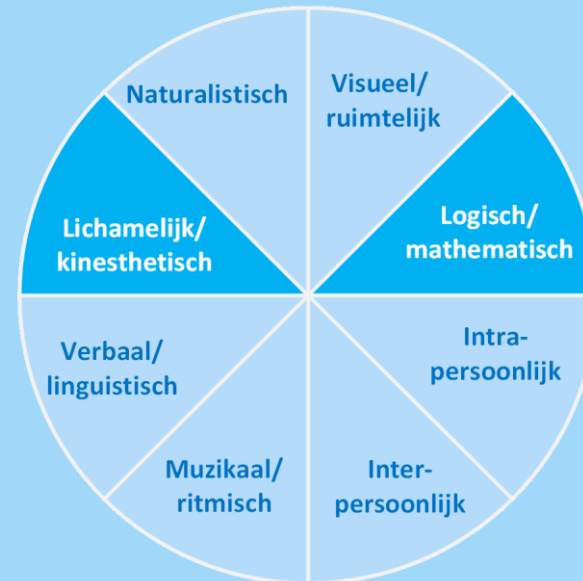 Naturalistisch
Visueel/
ruimtelijk
Lichamelijk/
kinesthetisch
Logisch/
mathematisch
Verbaal/
linguistisch
Intra-
persoonlijk
Muzikaal/
ritmisch
Inter-
persoonlijk